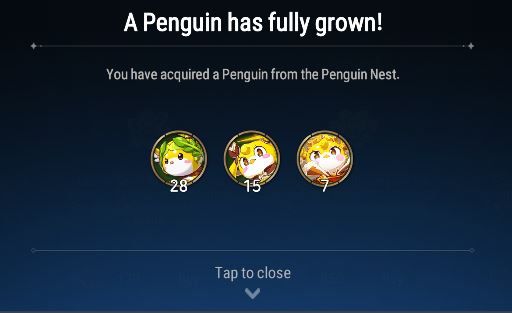 A Penguin has fully grown!
You have acquired a Penguin from the Penguin Nest.
28 15 7
Tap to close